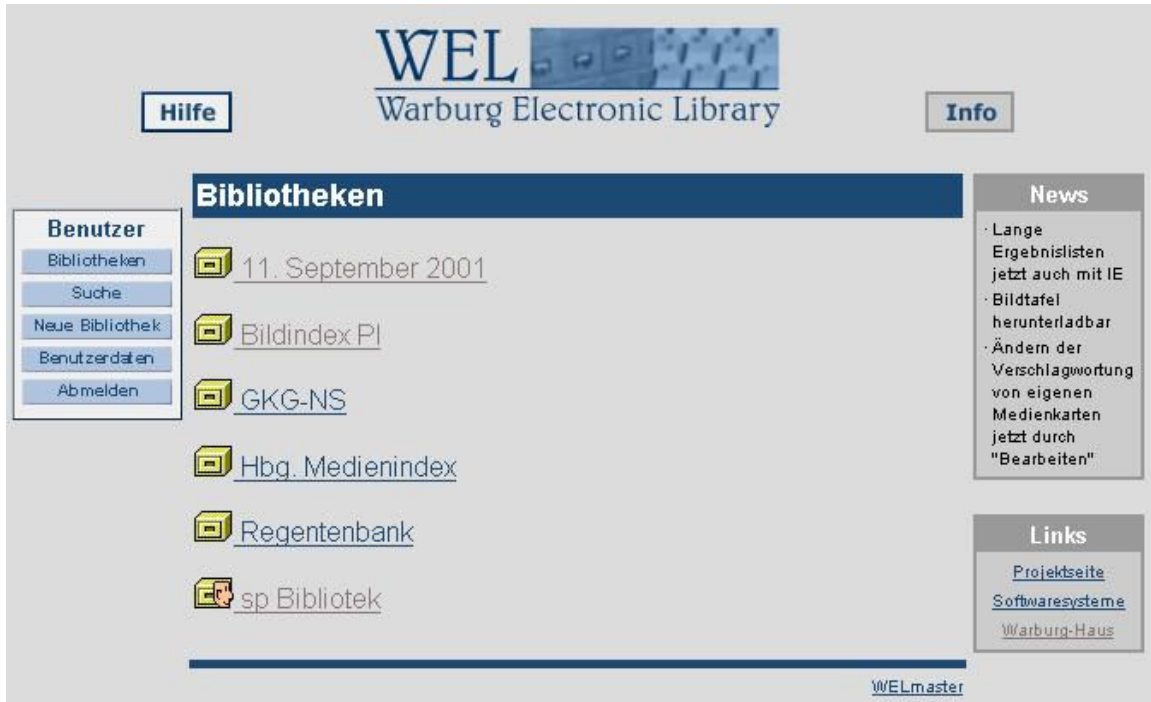 WEL
Warburg Electronic Library
Hilfe
Info
Benutzer
Bibliotheken
Suche
Neue Bibliothek
Benutzerdaten
Abmelden
Bibliotheken
11. September 2001
Bildindex PI
GKG-NS
Hbg. Medienindex
Regentenbank
sp Bibliotek
WELmaster
News
· Lange
Ergebnislisten
jetzt auch mit IE
· Bildtafel
herunterladbar
· Ändern der
Verschlagwortung
von eigenen
Medienkarten
jetzt durch
"Bearbeiten"
Links
Projektseite
Softwaresysteme
Warburg-Haus